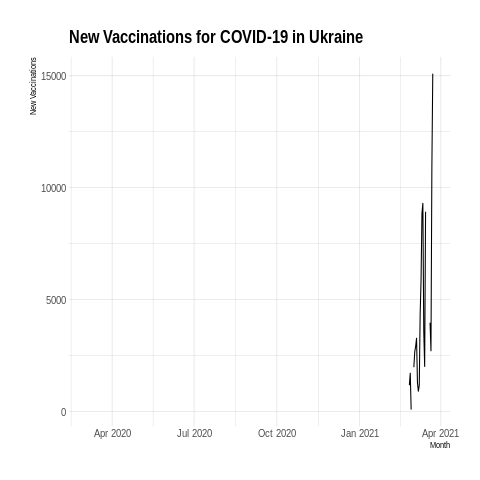 New Vaccinations for COVID-19 in Ukraine
New Vaccinations
15000
10000
5000
0
Apr 2020 Jul 2020 Oct 2020 Jan 2021 Apr 2021
Month